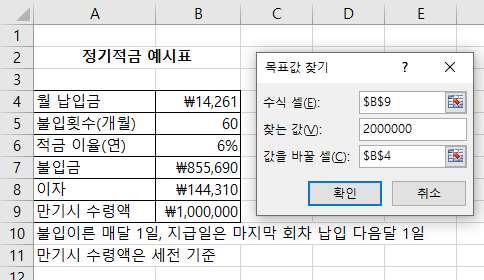 A B C D E
1
2 정기적금 예시표
3
4 월 납입금 ₩14,261
5 불입횟수(개월) 60
6 적금 이율(연) 6%
7 불입금 ₩855,690
8 이자 ₩144,310
9 만기시 수령액 ₩1,000,000
10 불입이른 매달 1일, 지급일은 마지막 회차 납입 다음달 1일
11 만기시 수령액은 세전 기준
12
목표값 찾기 ? ×
수식 셀(E): $B$9
찾는 값(V): 2000000
값을 바꿀 셀(C): $B$4
확인 취소